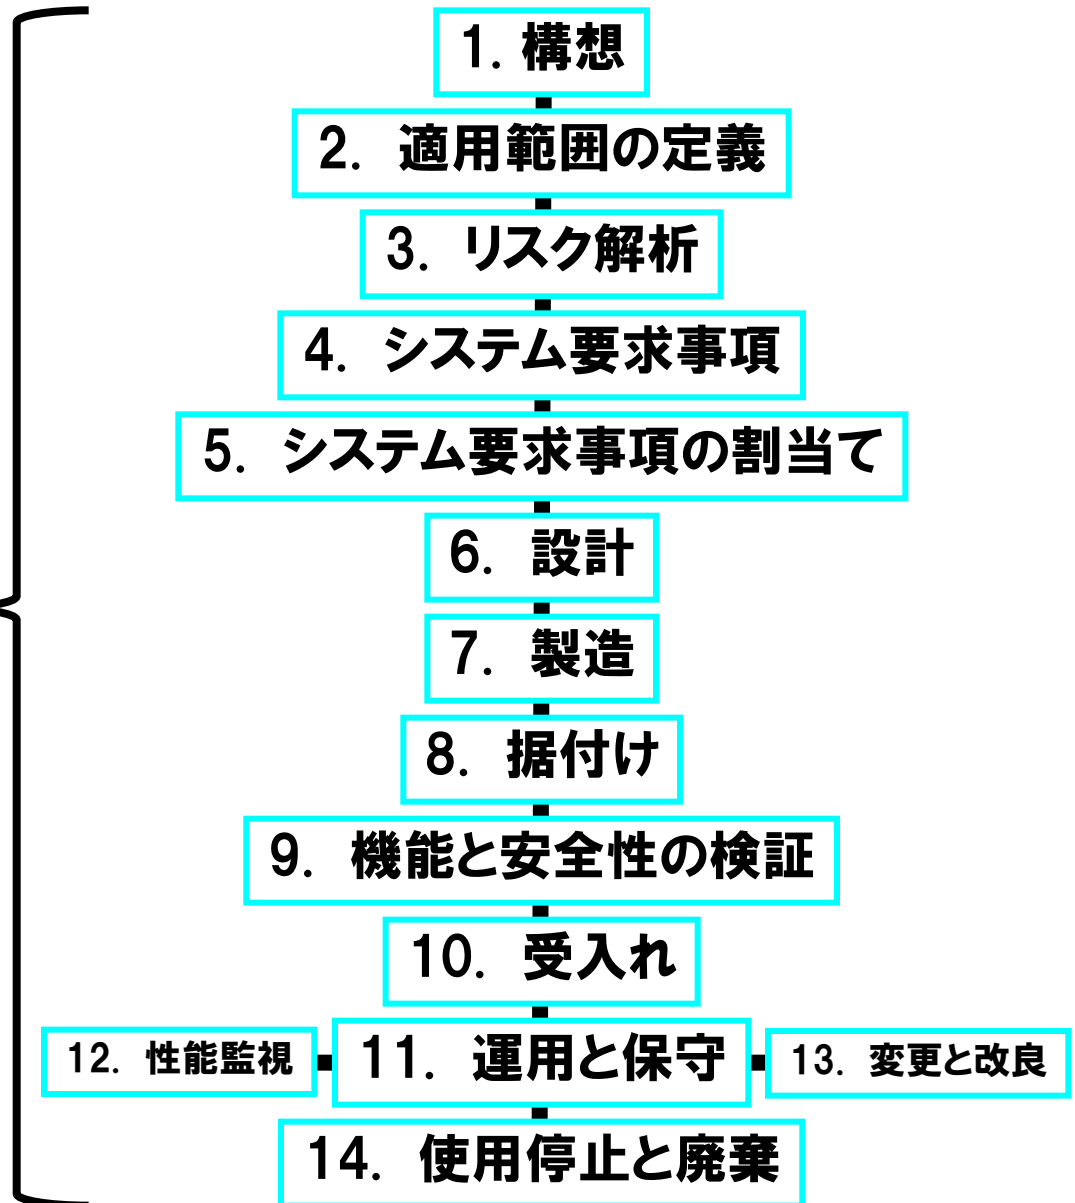 1. 構想
2. 適用範囲の定義
3. リスク解析
4. システム要求事項
5. システム要求事項の割当て
6. 設計
7. 製造
8. 据付け
9. 機能と安全性の検証
10. 受入れ
12. 性能監視
11. 運用と保守
13. 変更と改良
14. 使用停止と廃棄